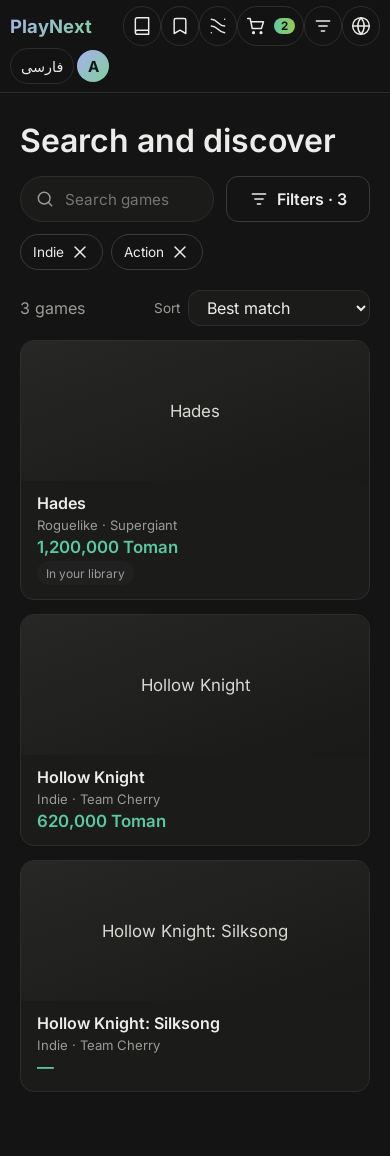 PlayNext
2
فارسی
A
Search and discover
Search games
Filters · 3
Indie
Action
3 games
Sort
Best match
Hades
Hades
Roguelike · Supergiant
1,200,000 Toman
In your library
Hollow Knight
Hollow Knight
Indie · Team Cherry
620,000 Toman
Hollow Knight: Silksong
Hollow Knight: Silksong
Indie · Team Cherry
—